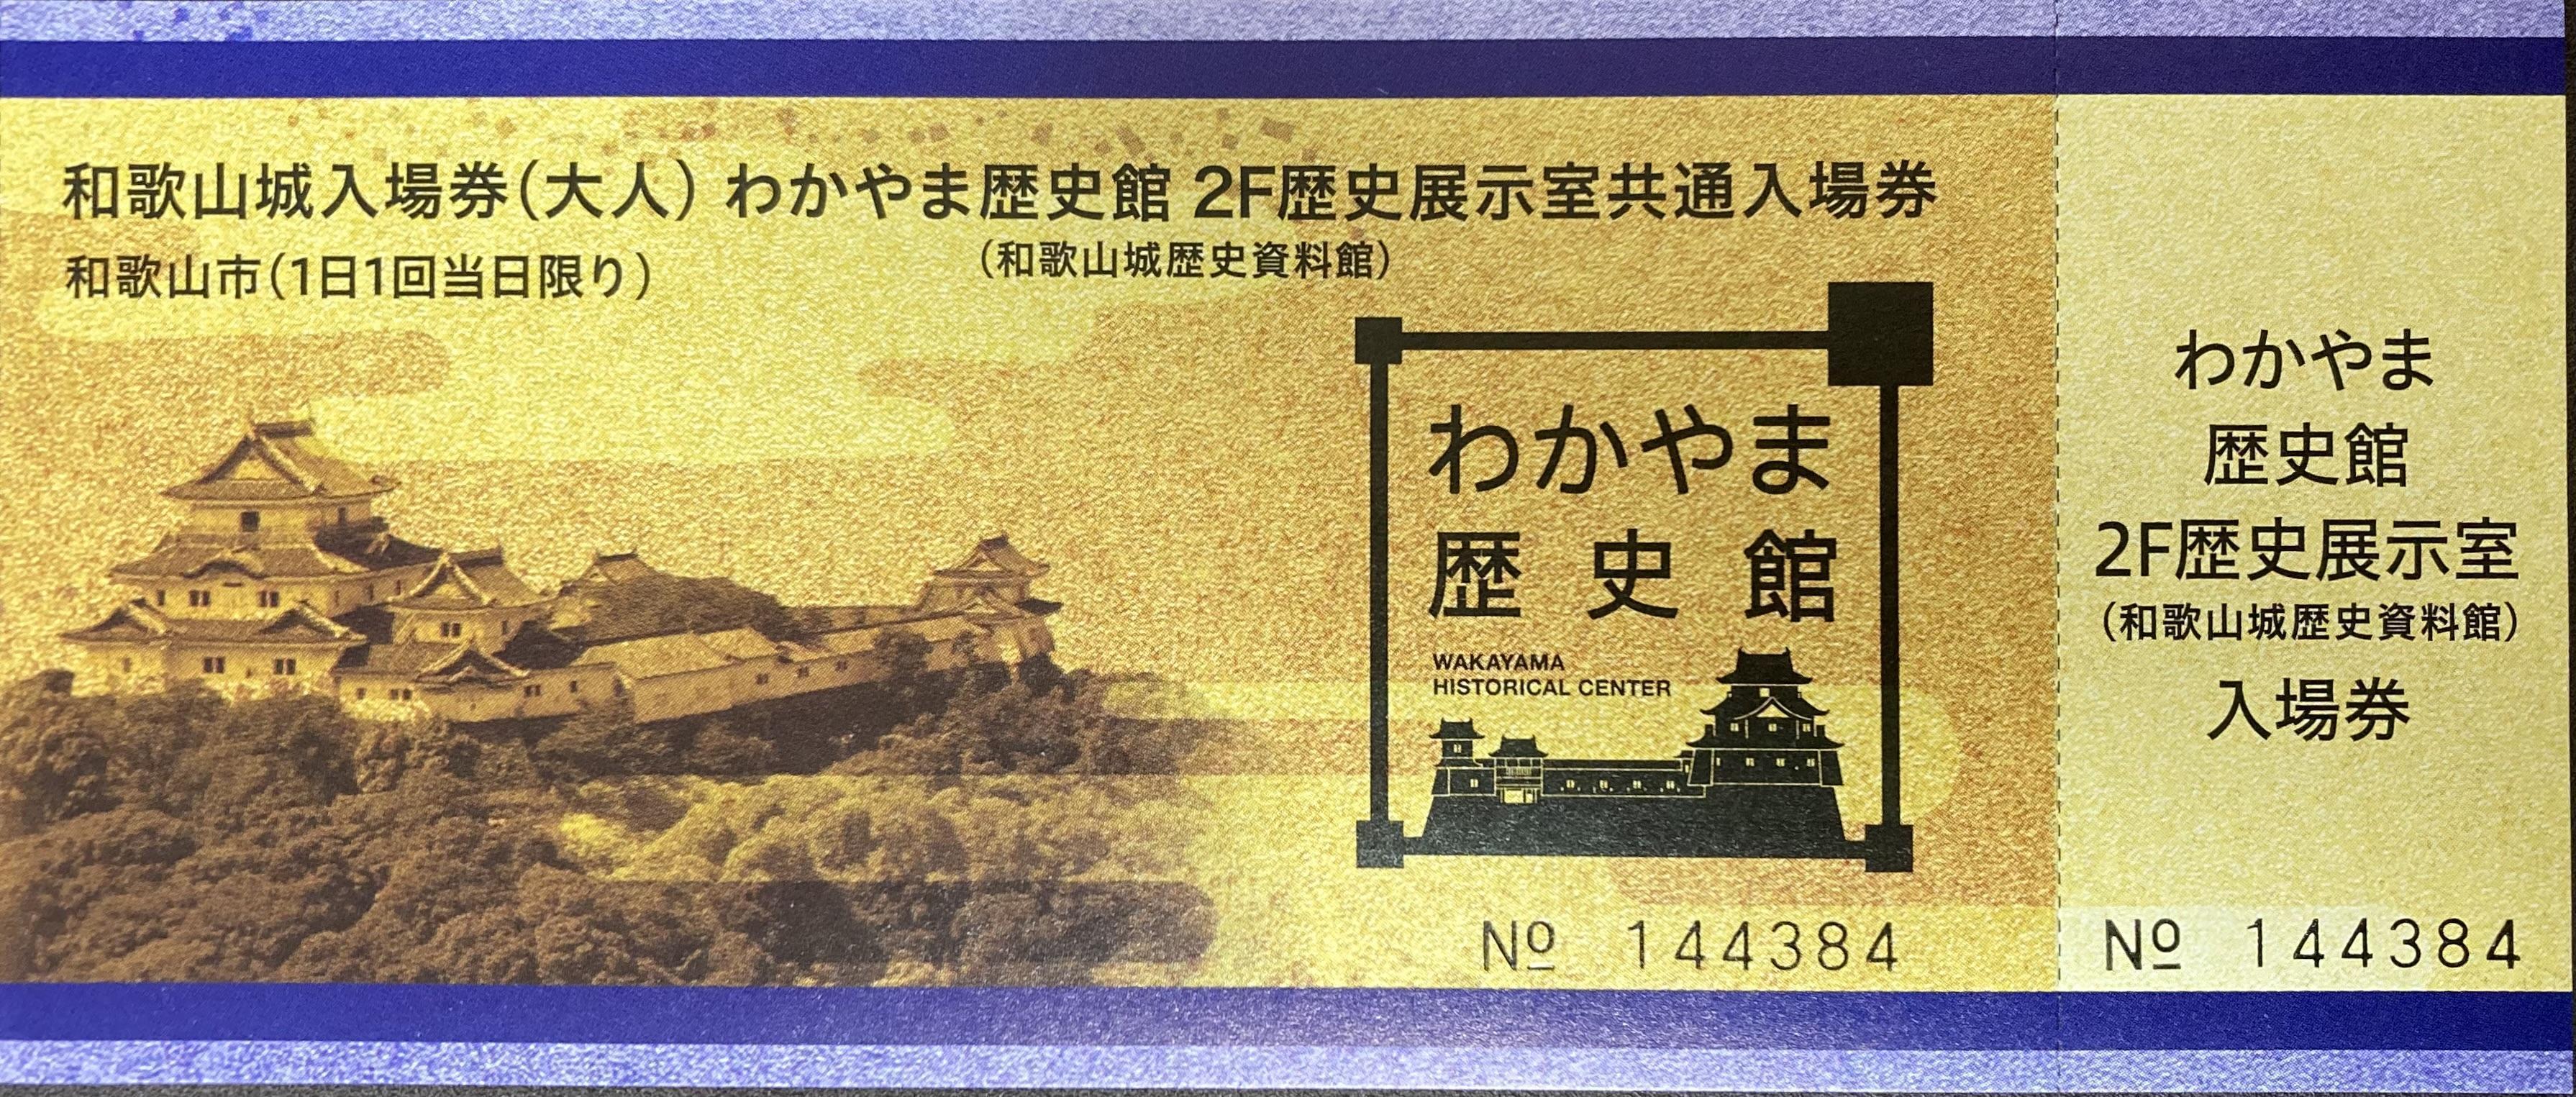 和歌山城入場券(大人) わかやま歴史館 2F歴史展示室共通入場券
和歌山市(1日1回当日限り)
(和歌山城歴史資料館)
わかやま
歴史館
WAKAYAMA
HISTORICAL CENTER
№ 144384
わかやま
歴史館
2F歴史展示室
(和歌山城歴史資料館)
入場券
№ 144384